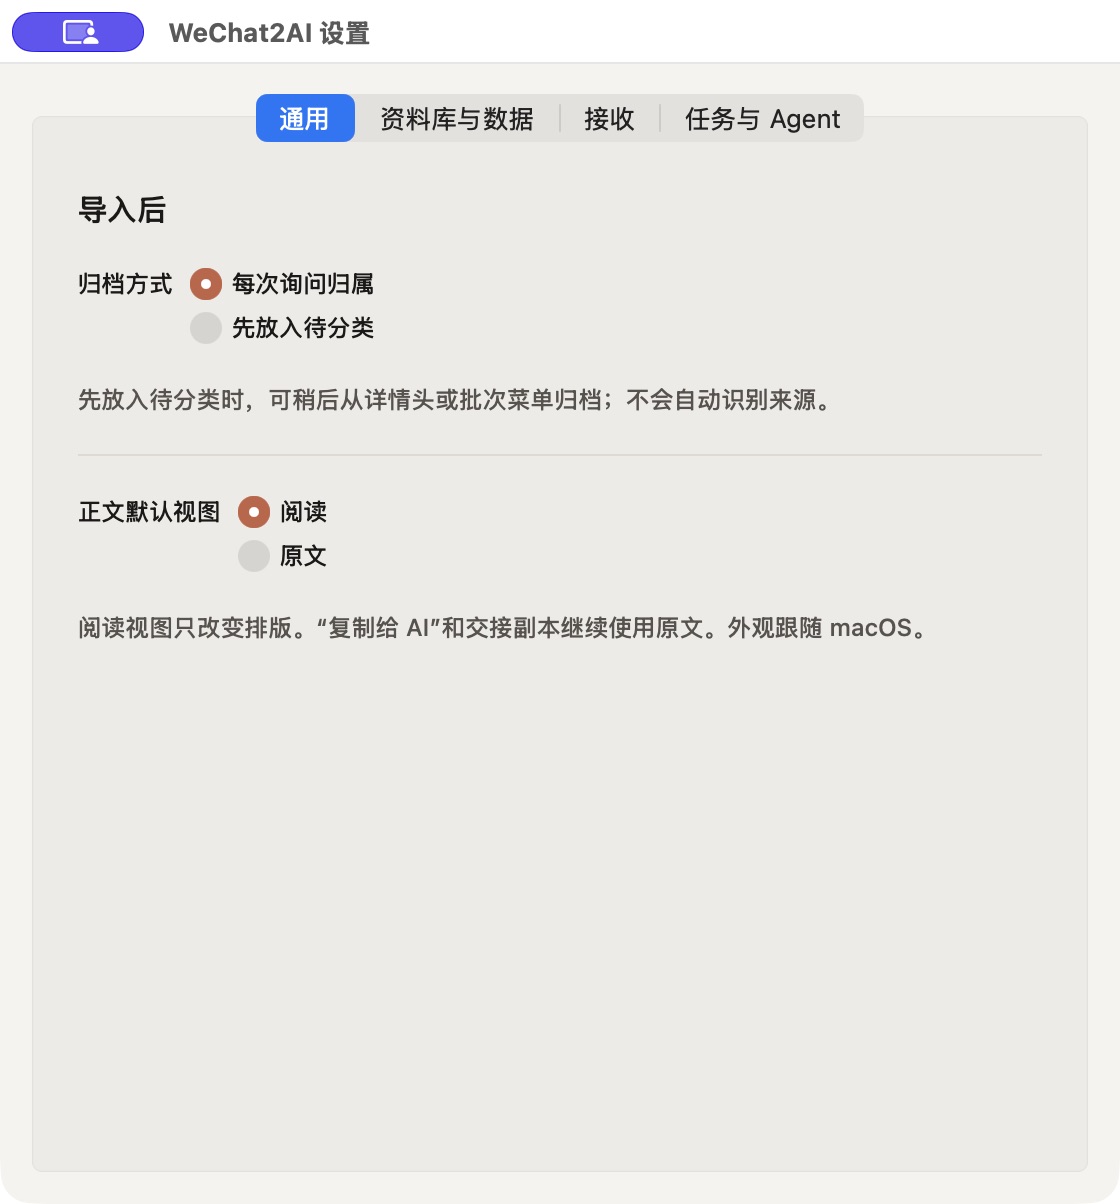 WeChat2AI 设置
通用 资料库与数据 接收 任务与 Agent
导入后
归档方式 每次询问归属
先放入待分类
先放入待分类时，可稍后从详情头或批次菜单归档；不会自动识别来源。
正文默认视图 阅读
原文
阅读视图只改变排版。“复制给 AI”和交接副本继续使用原文。外观跟随 macOS。